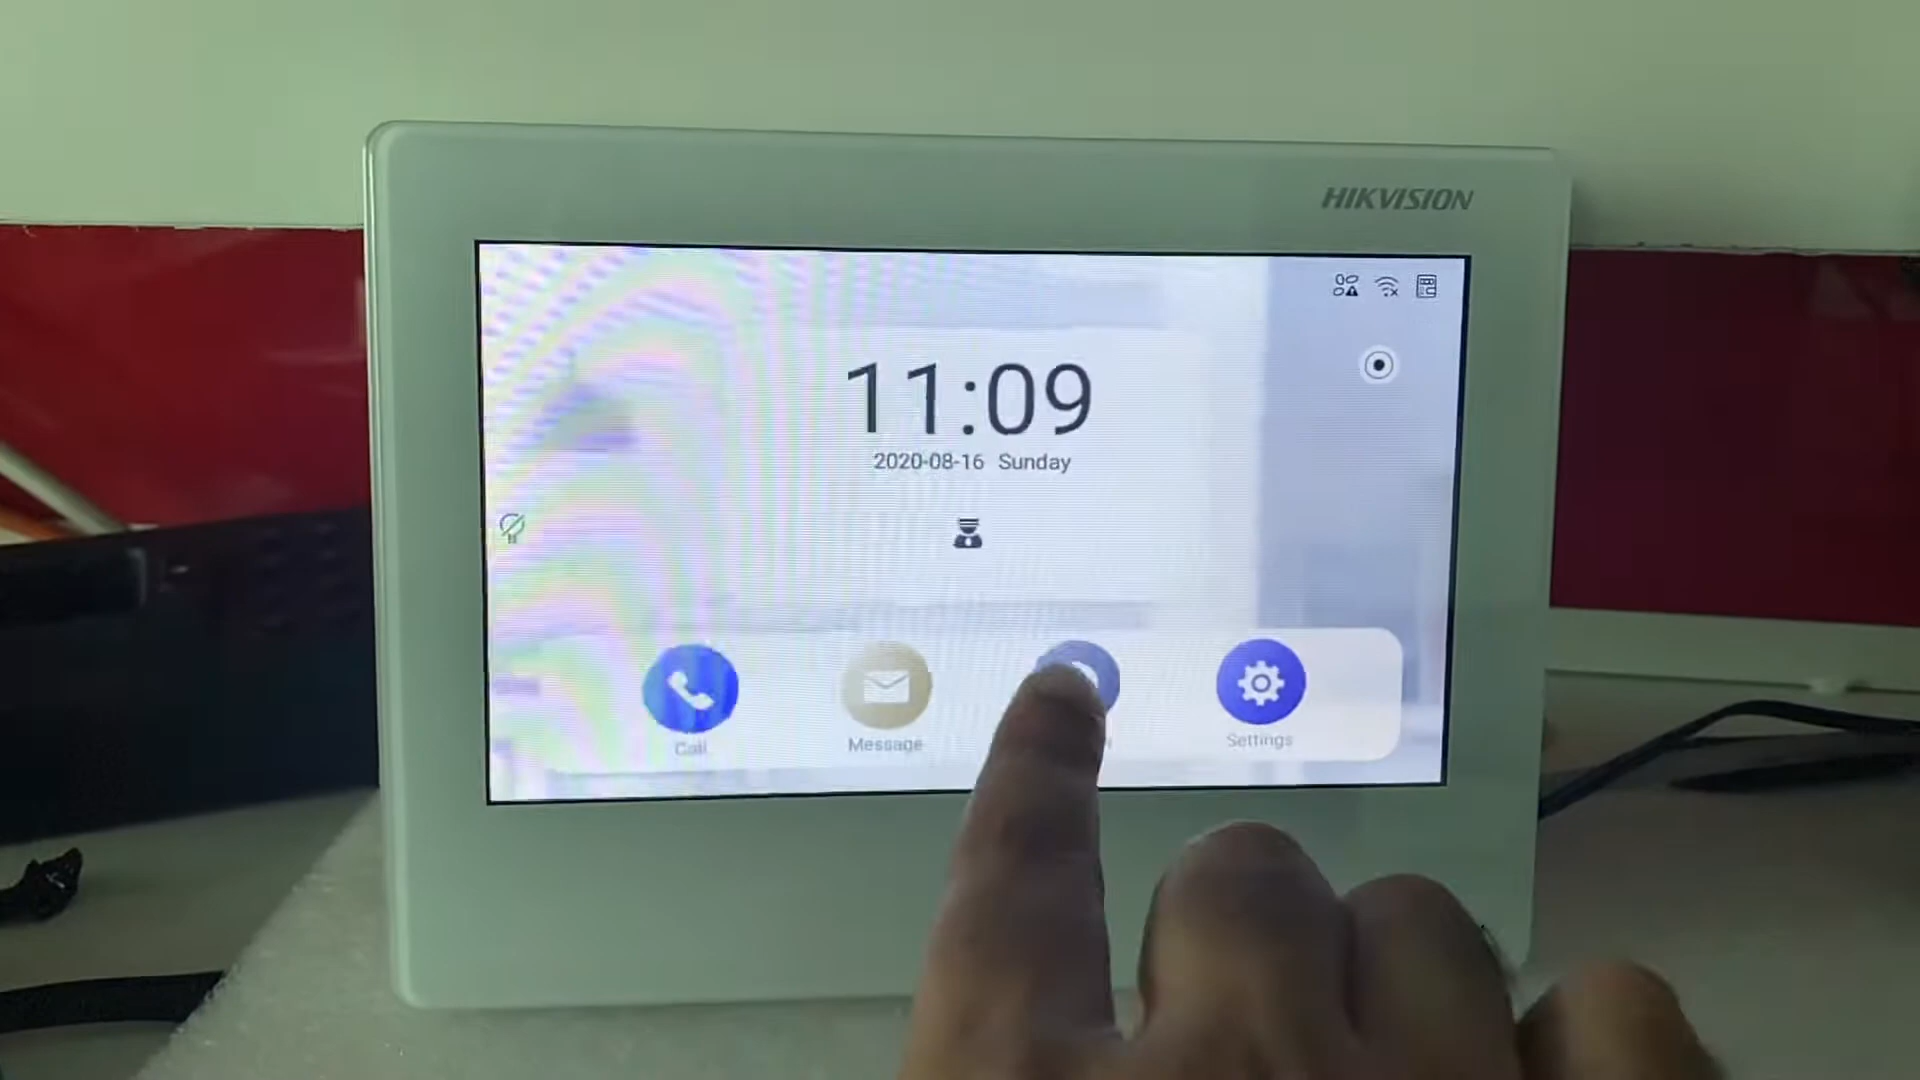 HIKVISION
11:09
2020-08-16 Sunday
Call
Message
Settings